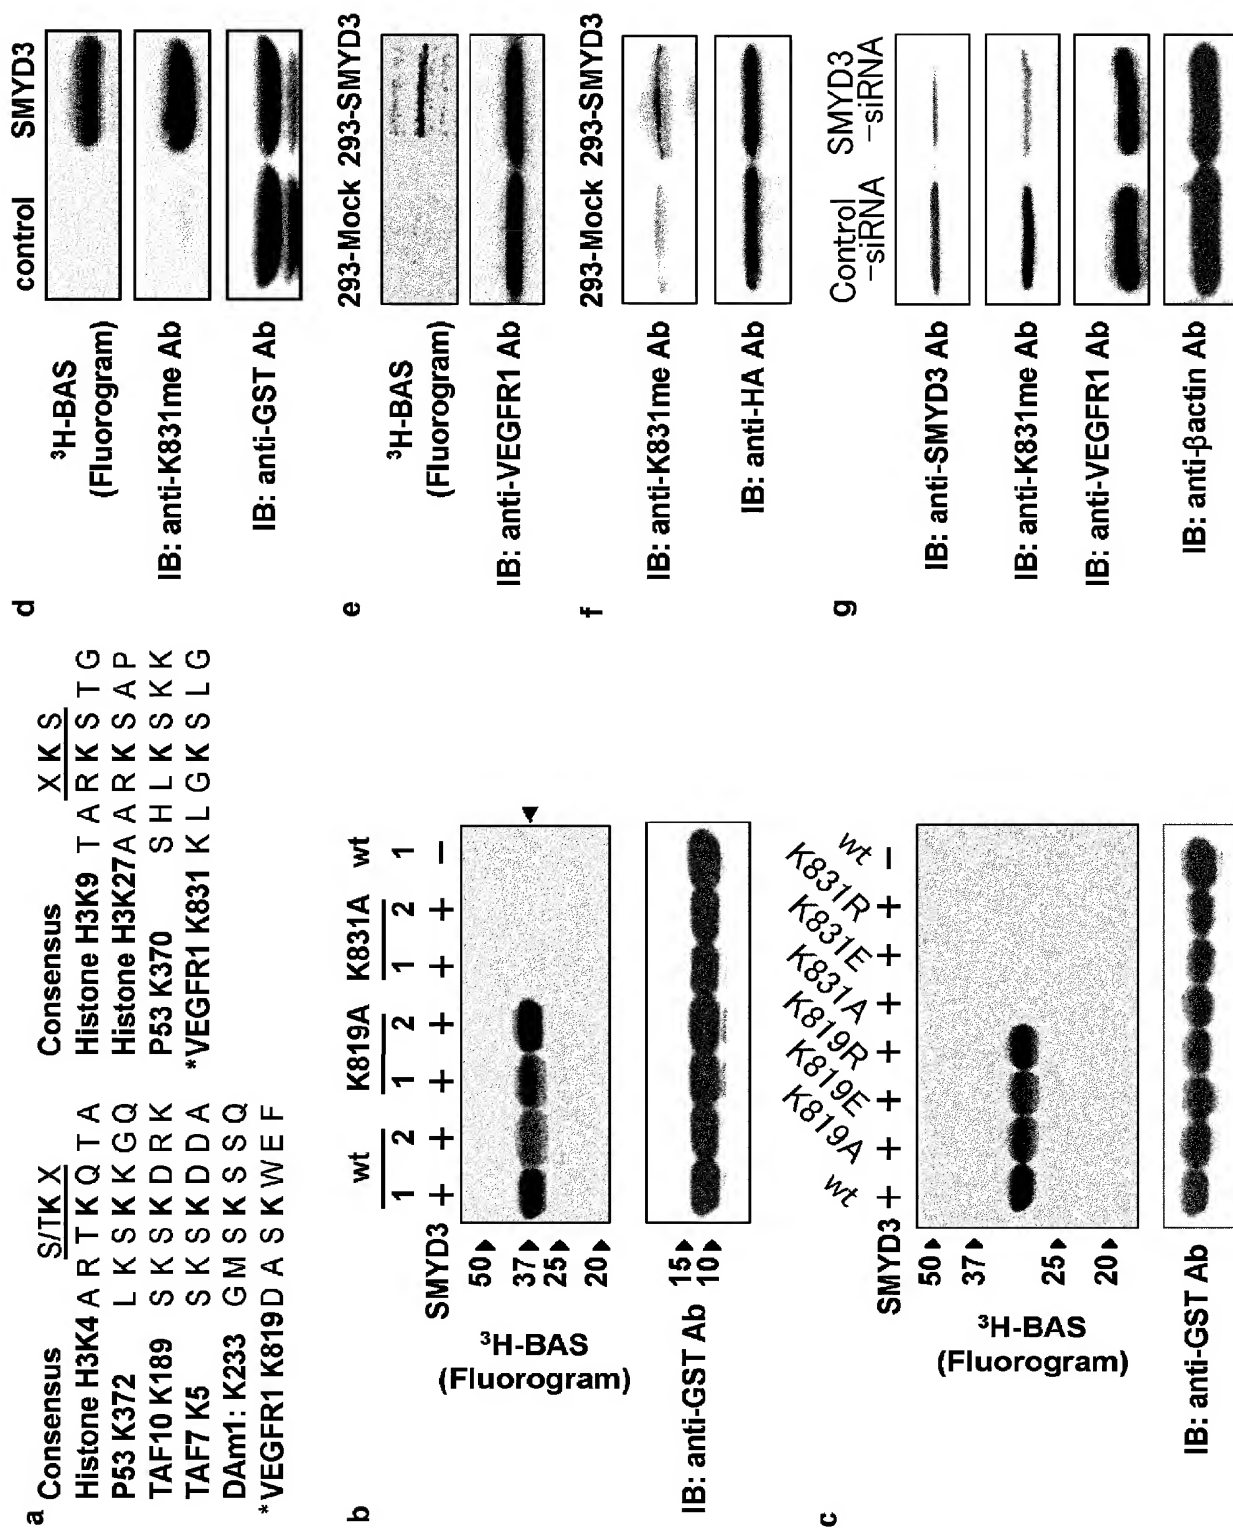 a
Consensus S/TK X
Histone H3K4 A R T K Q T A
P53 K372 L K S K K G Q
TAF10 K189 S K S K D R K
TAF7 K5 S K S K D D A
DAm1: K233 G M S K S S Q
*VEGFR1 K819 D A S K W E F
Consensus X K S
Histone H3K9 T A R K S T G
Histone H3K27 A A R K S A P
P53 K370 S H L K S K K
*VEGFR1 K831 K L G K S L G
b
wt K819A K831A wt
1 2 1 2 1 2 1
SMYD3 + + + + + + −
50
37
25
20
³H-BAS
(Fluorogram)
15
10
IB: anti-GST Ab
c
wt K819A K819E K819R K831A K831E K831R wt
SMYD3 + + + + + + −
50
37
25
20
³H-BAS
(Fluorogram)
IB: anti-GST Ab
d
control SMYD3
³H-BAS
(Fluorogram)
IB: anti-K831me Ab
IB: anti-GST Ab
e
293-Mock 293-SMYD3
³H-BAS
(Fluorogram)
IB: anti-VEGFR1 Ab
f
293-Mock 293-SMYD3
IB: anti-K831me Ab
IB: anti-HA Ab
g
Control
−siRNA
SMYD3
−siRNA
IB: anti-SMYD3 Ab
IB: anti-K831me Ab
IB: anti-VEGFR1 Ab
IB: anti-βactin Ab